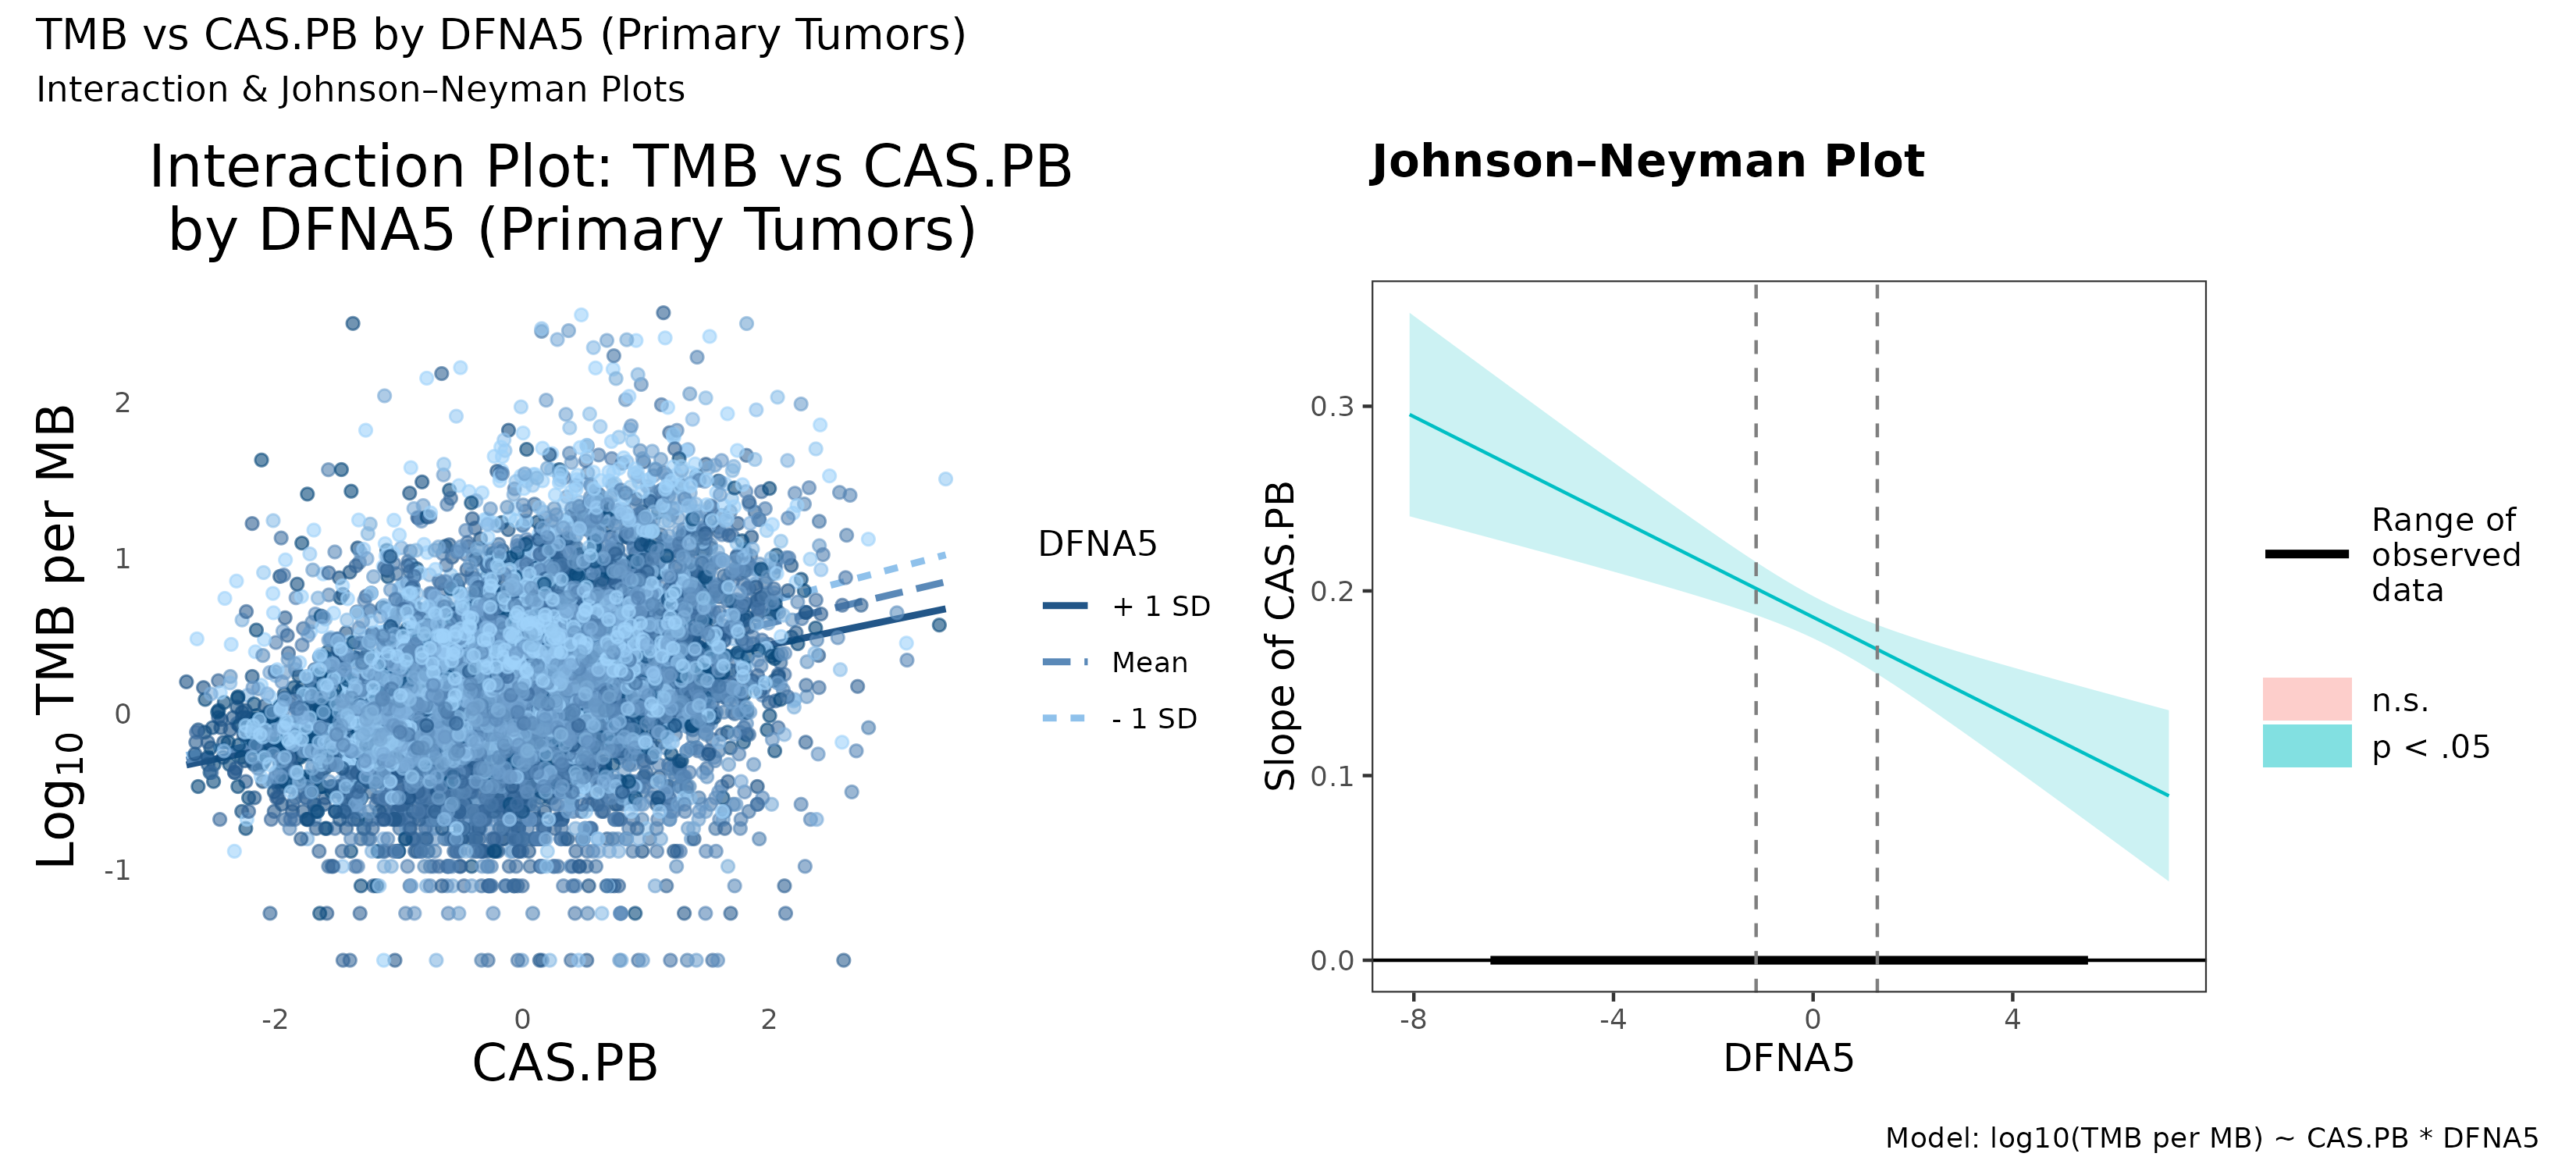 TMB vs CAS.PB by DFNA5 (Primary Tumors)
Interaction & Johnson–Neyman Plots
Interaction Plot: TMB vs CAS.PB
by DFNA5 (Primary Tumors)
Log10 TMB per MB
2
1
0
-1
-2
0
2
CAS.PB
DFNA5
+ 1 SD
Mean
- 1 SD
Johnson–Neyman Plot
Slope of CAS.PB
0.3
0.2
0.1
0.0
-8
-4
0
4
DFNA5
Range of
observed
data
n.s.
p < .05
Model: log10(TMB per MB) ~ CAS.PB * DFNA5